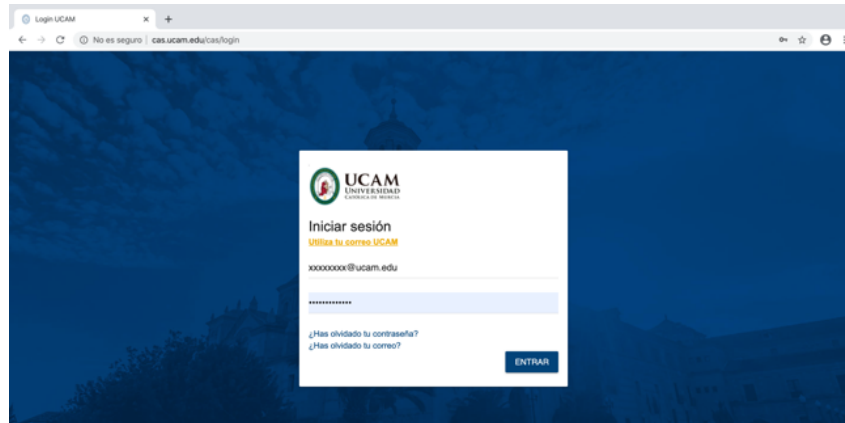 Login UCAM
No es seguro | cas.ucam.edu/cas/login
UCAM
UNIVERSIDAD
CATÓLICA DE MURCIA
Iniciar sesión
Utiliza tu correo UCAM
xxxxxxxx@ucam.edu
•••••••••••••
¿Has olvidado tu contraseña?
¿Has olvidado tu correo?
ENTRAR